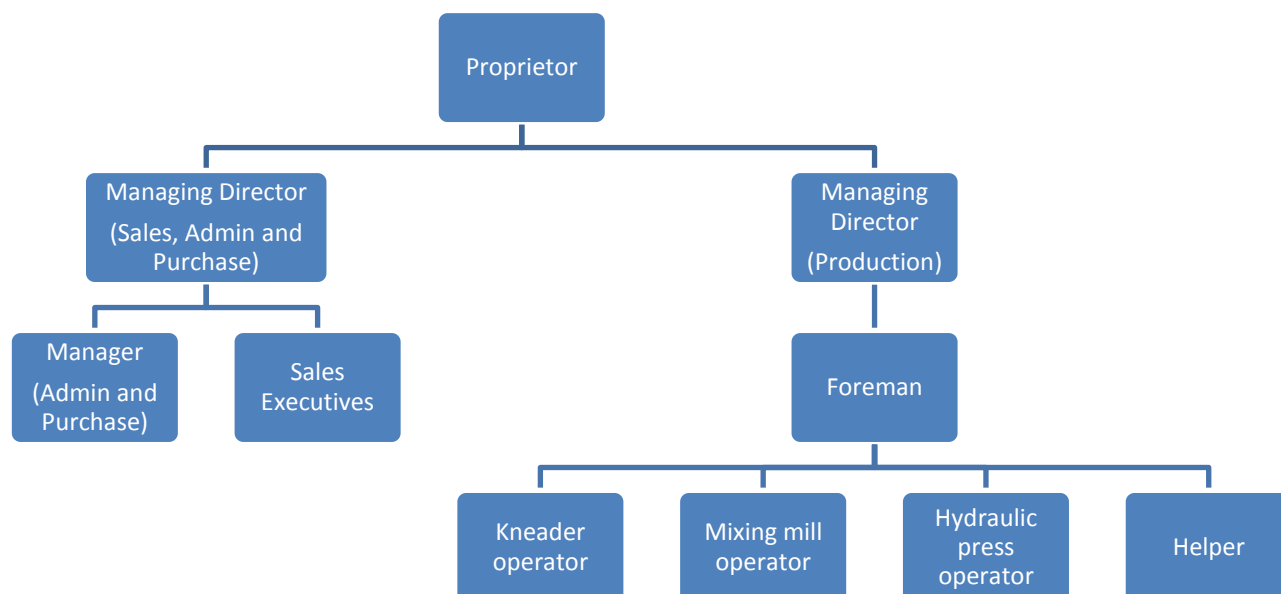 Proprietor
Managing Director
(Sales, Admin and
Purchase)
Managing
Director
(Production)
Manager
(Admin and
Purchase)
Sales
Executives
Foreman
Kneader
operator
Mixing mill
operator
Hydraulic
press
operator
Helper